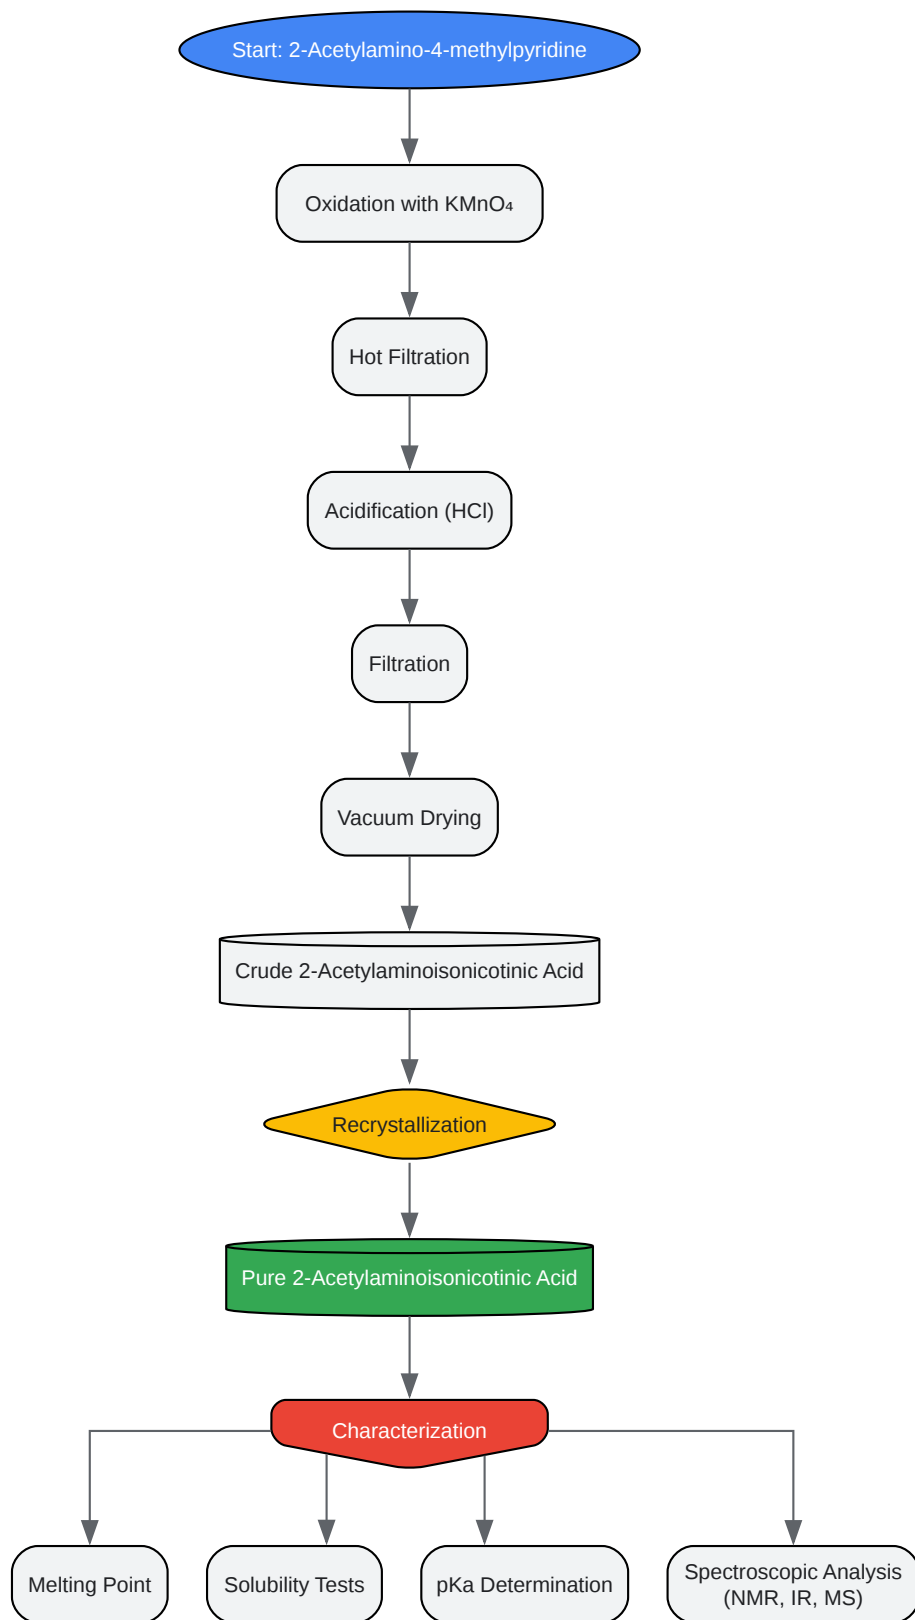 Start: 2-Acetylamino-4-methylpyridine
Oxidation with KMnO₄
Hot Filtration
Acidification (HCl)
Filtration
Vacuum Drying
Crude 2-Acetylaminoisonicotinic Acid
Recrystallization
Pure 2-Acetylaminoisonicotinic Acid
Characterization
Melting Point
Solubility Tests
pKa Determination
Spectroscopic Analysis
(NMR, IR, MS)